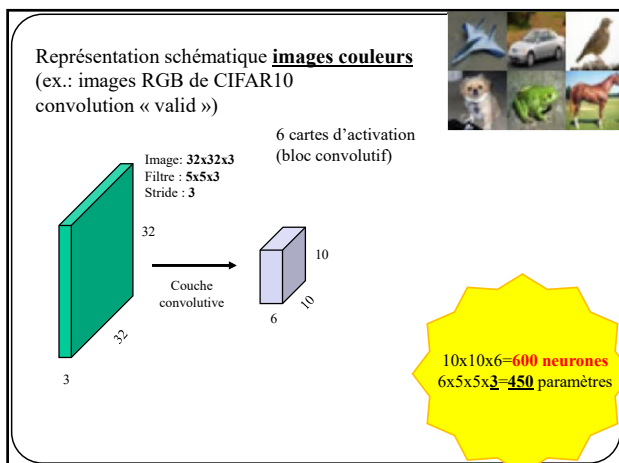 Représentation schématique images couleurs
(ex.: images RGB de CIFAR10
convolution « valid »)
6 cartes d’activation
(bloc convolutif)
Image: 32x32x3
Filtre : 5x5x3
Stride : 3
32
32
3
Couche
convolutive
10
10
6
10x10x6=600 neurones
6x5x5x3=450 paramètres